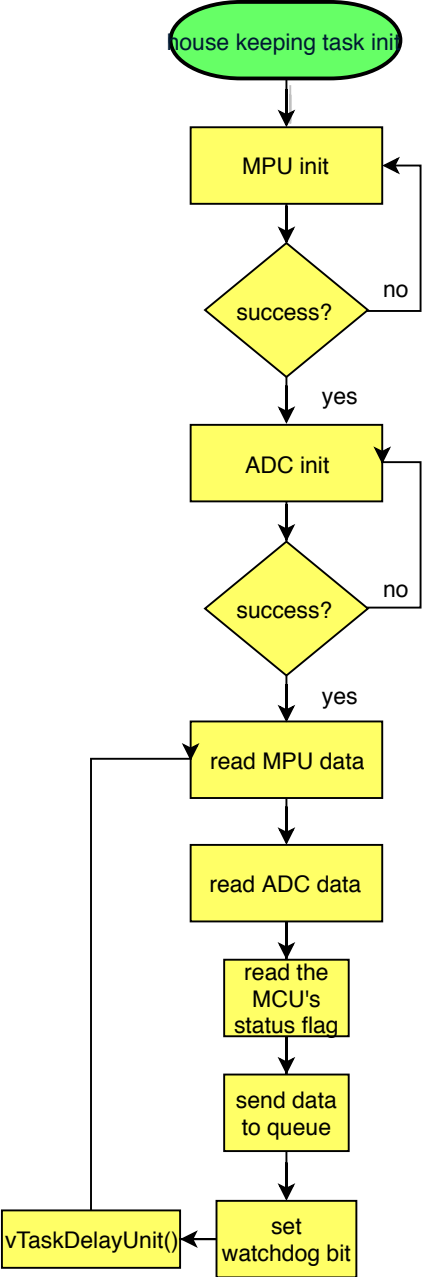 house keeping task init
MPU init
success?
no
yes
ADC init
success?
no
yes
read MPU data
read ADC data
read the
MCU's
status flag
send data
to queue
set
watchdog bit
vTaskDelayUnit()